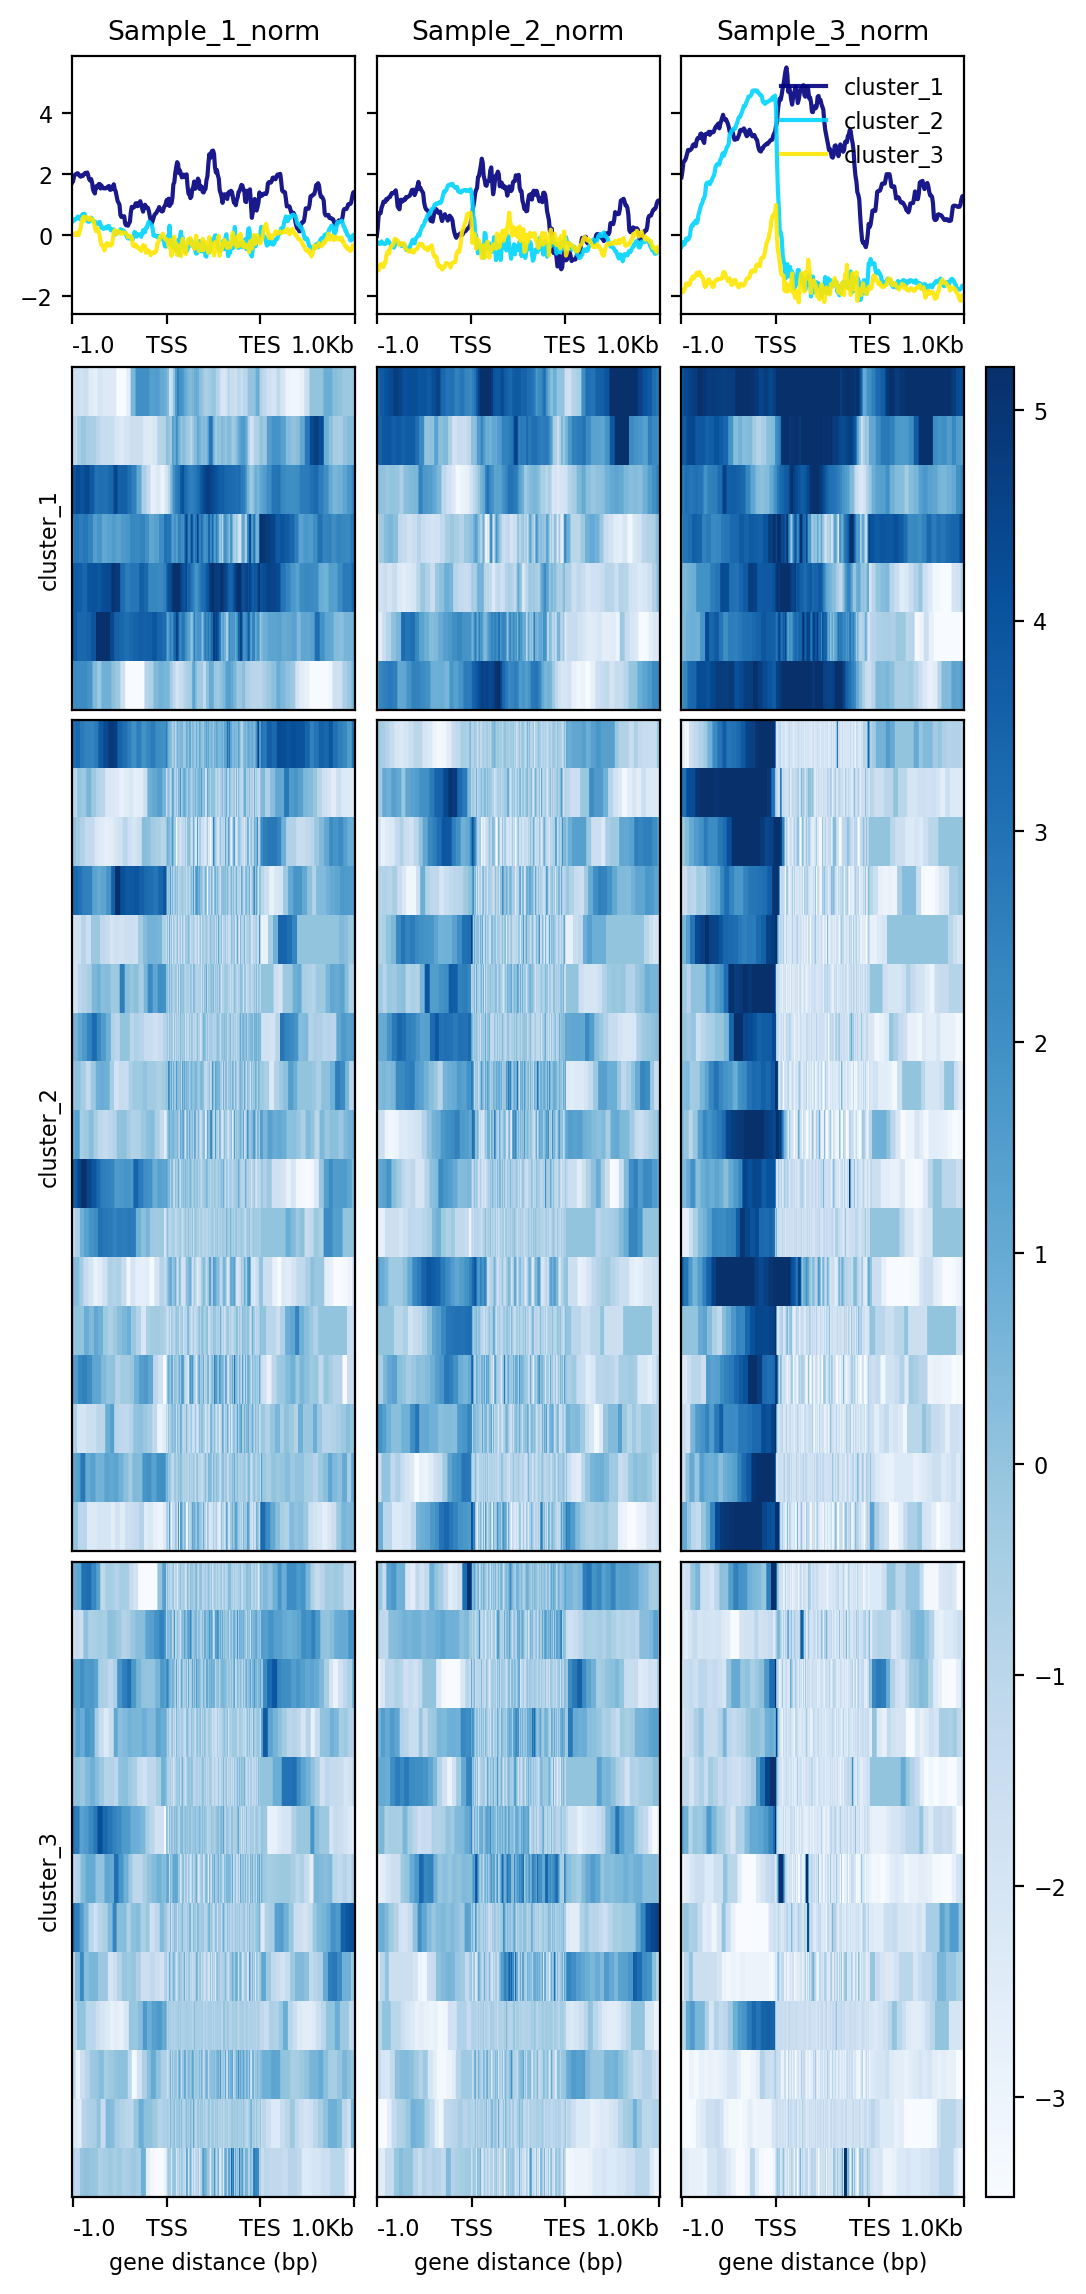 Sample_1_norm Sample_2_norm Sample_3_norm
4
2
0
−2
cluster_1
cluster_2
cluster_3
-1.0 TSS TES 1.0Kb -1.0 TSS TES 1.0Kb -1.0 TSS TES 1.0Kb
cluster_1
cluster_2
cluster_3
5
4
3
2
1
0
−1
−2
−3
-1.0 TSS TES 1.0Kb -1.0 TSS TES 1.0Kb -1.0 TSS TES 1.0Kb
gene distance (bp) gene distance (bp) gene distance (bp)